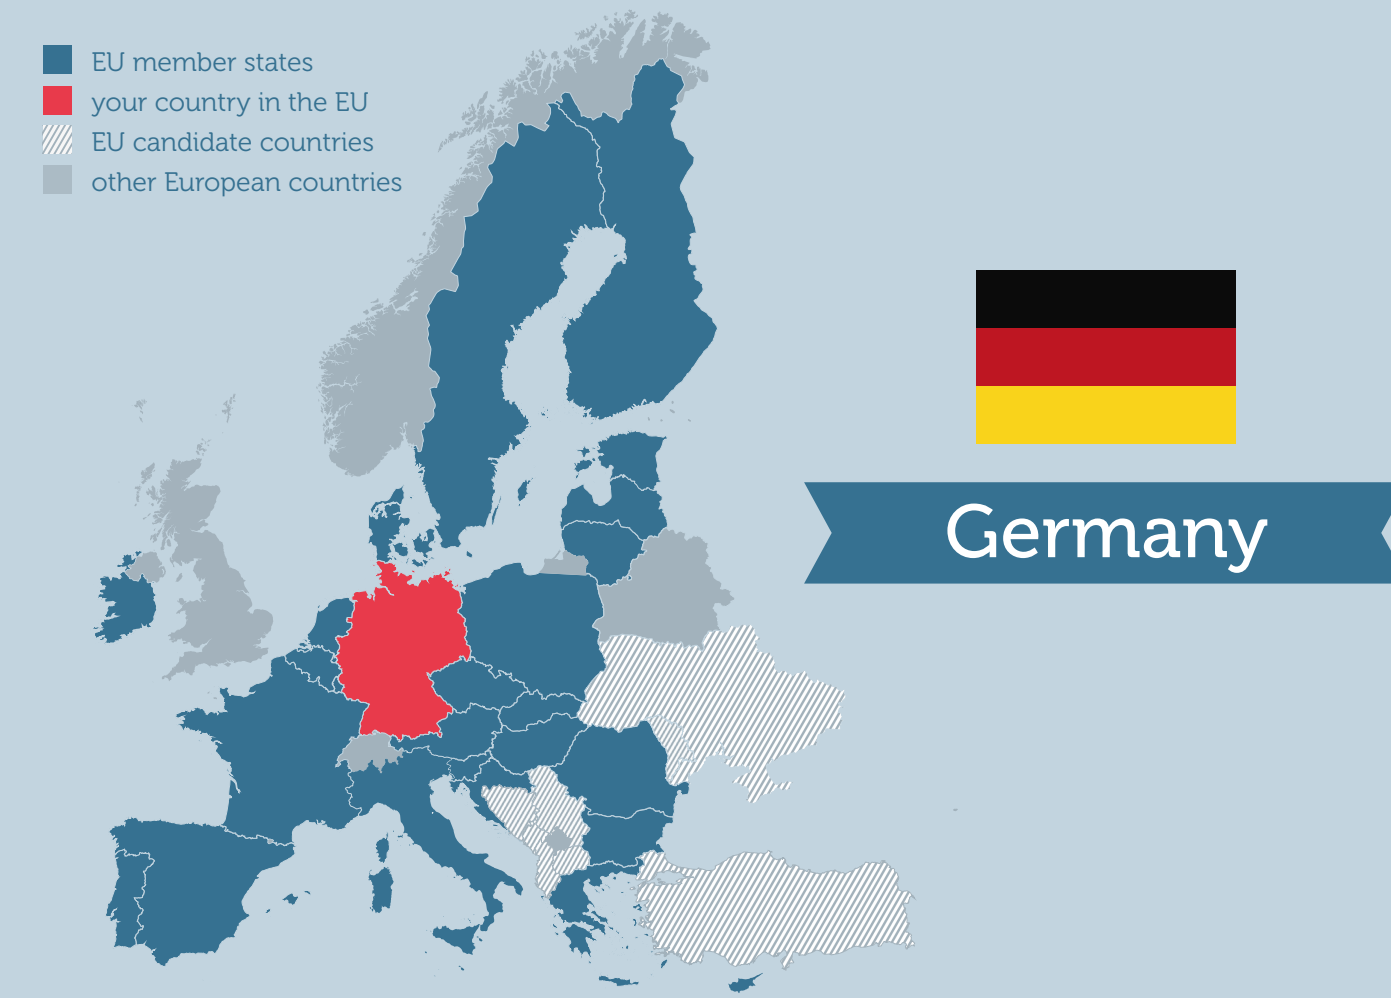 EU member states
your country in the EU
EU candidate countries
other European countries
Germany